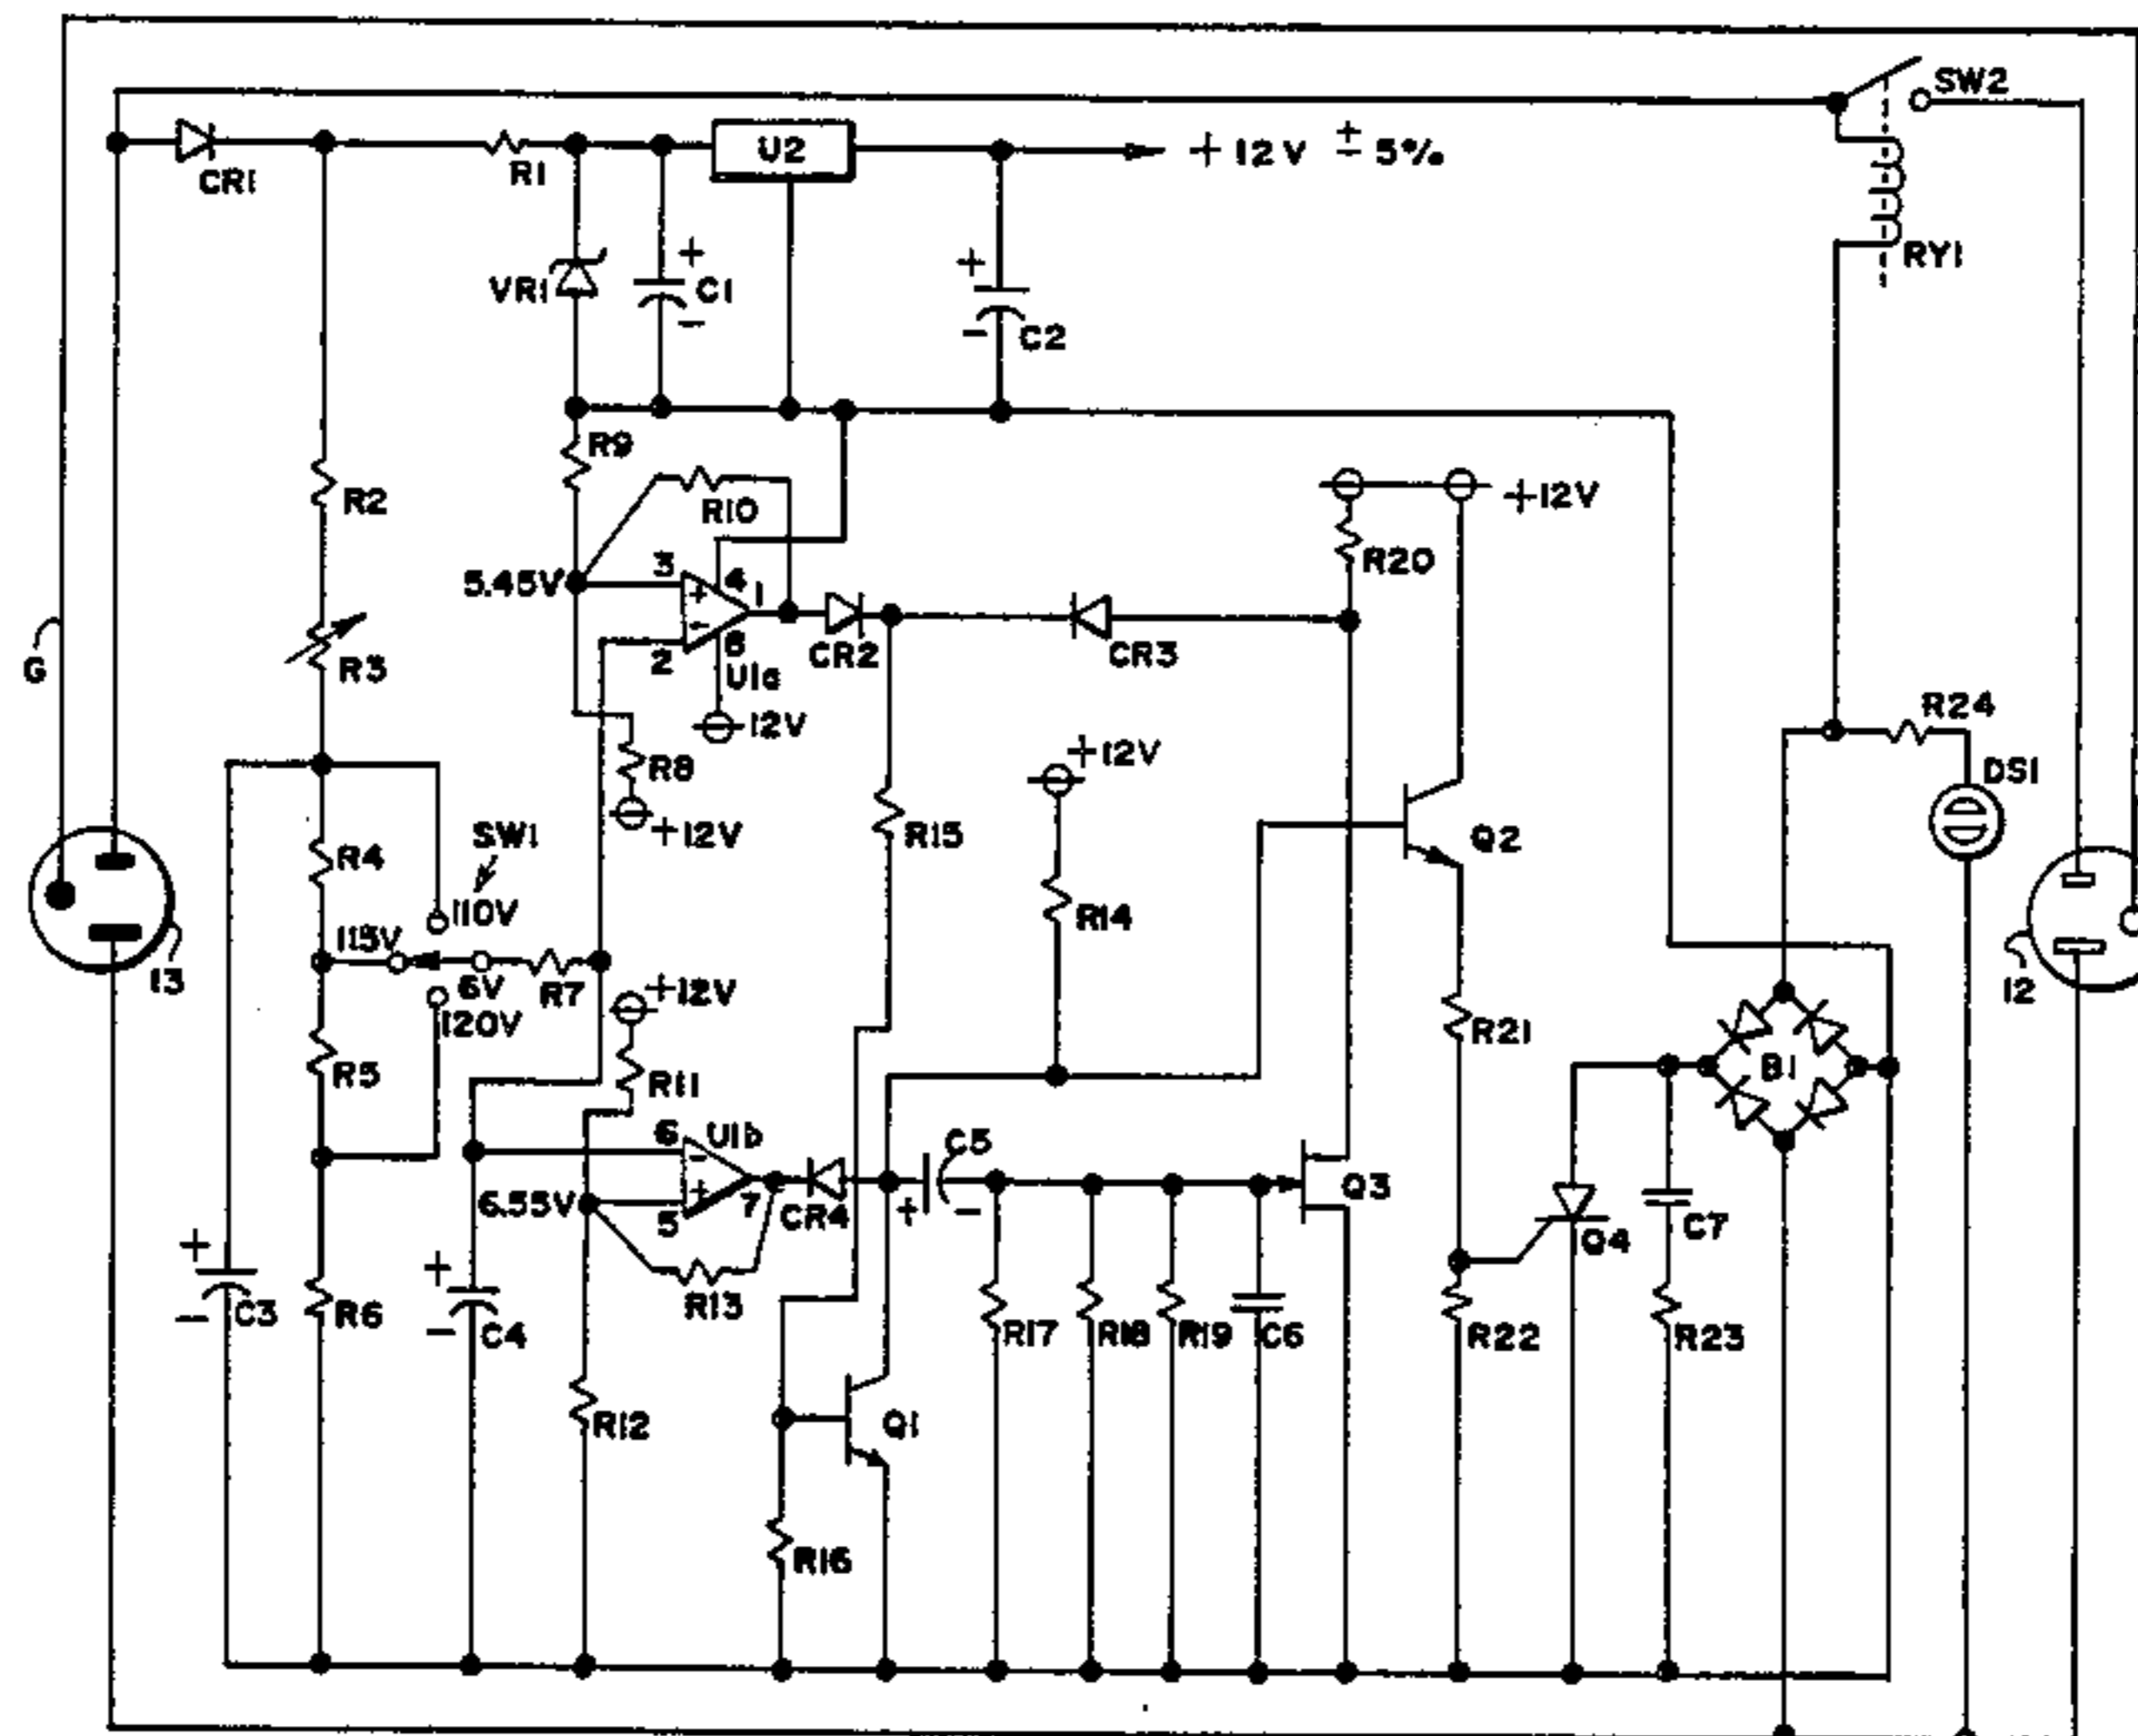 SW2
CR1
R1
U2
+ 12V ± 5%
VR1
+
C1
-
+
-
C2
RY1
R9
R2
R10
+12V
R20
5.45V
3
+
4
1
-
2
8
U1a
CR2
CR3
G
R3
+12V
R24
R8
+12V
DS1
+12V
R4
SW1
R15
Q2
110V
R14
115V
13
6V
R7
+12V
12
120V
R21
R5
R11
B1
6
U1b
-
C5
+
6.55V
5
7
CR4
+
-
Q3
Q4
C7
+
-
C3
+
-
C4
R6
R13
R17
R18
R19
C6
R22
R23
R12
Q1
R16